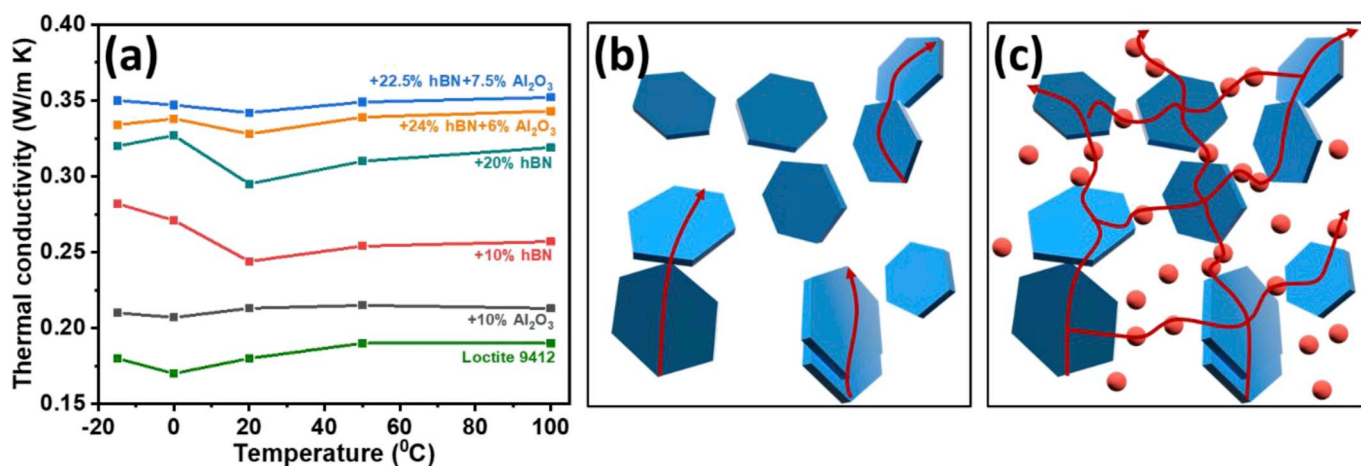 (a)
0.40
0.35
0.30
0.25
0.20
0.15
Thermal conductivity (W/m K)
+22.5% hBN+7.5% Al₂O₃
+24% hBN+6% Al₂O₃
+20% hBN
+10% hBN
+10% Al₂O₃
Loctite 9412
-20 0 20 40 60 80 100
Temperature (⁰C)
(b)
(c)